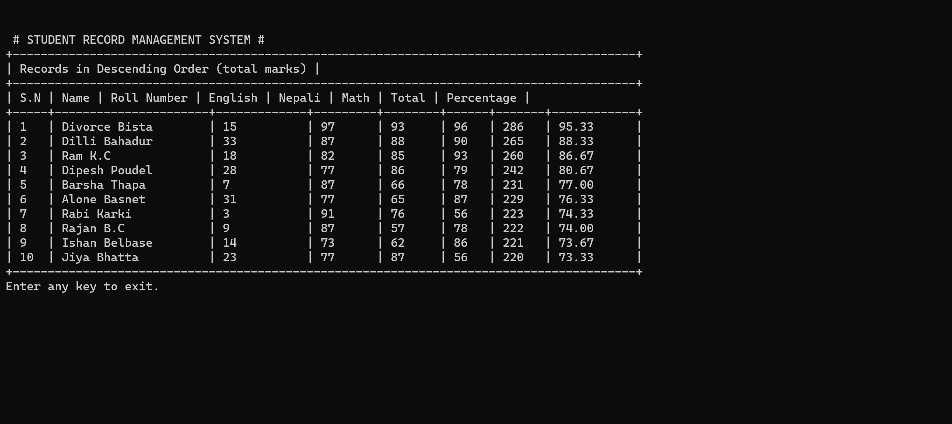 # STUDENT RECORD MANAGEMENT SYSTEM #
+-----------------------------------------------------------------------------------------+
| Records in Descending Order (total marks) |
+-----------------------------------------------------------------------------------------+
| S.N | Name | Roll Number | English | Nepali | Math | Total | Percentage |
+-----+----------------------+-------------+---------+--------+------+-------+------------+
| 1 | Divorce Bista | 15 | 97 | 93 | 96 | 286 | 95.33 |
| 2 | Dilli Bahadur | 33 | 87 | 88 | 90 | 265 | 88.33 |
| 3 | Ram K.C | 18 | 82 | 85 | 93 | 260 | 86.67 |
| 4 | Dipesh Poudel | 28 | 77 | 86 | 79 | 242 | 80.67 |
| 5 | Barsha Thapa | 7 | 87 | 66 | 78 | 231 | 77.00 |
| 6 | Alone Basnet | 31 | 77 | 65 | 87 | 229 | 76.33 |
| 7 | Rabi Karki | 3 | 91 | 76 | 56 | 223 | 74.33 |
| 8 | Rajan B.C | 9 | 87 | 57 | 78 | 222 | 74.00 |
| 9 | Ishan Belbase | 14 | 73 | 62 | 86 | 221 | 73.67 |
| 10 | Jiya Bhatta | 23 | 77 | 87 | 56 | 220 | 73.33 |
+-----------------------------------------------------------------------------------------+
Enter any key to exit.